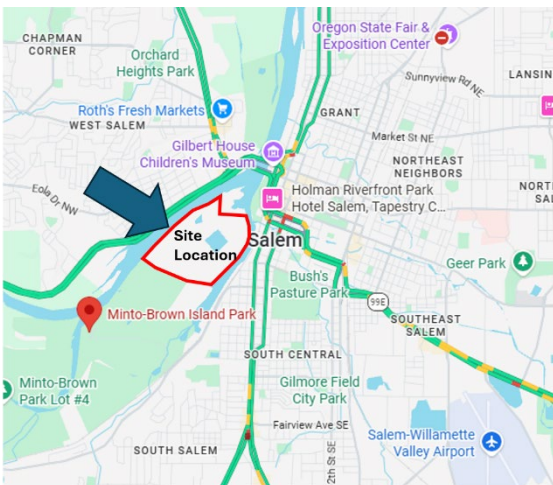 CHAPMAN
CORNER
Orchard
Heights Park
Oregon State Fair &
Exposition Center
Sunnyview Rd NE
LANSIN
Roth's Fresh Markets
WEST SALEM
GRANT
Market St NE
Gilbert House
Children's Museum
NORTHEAST
NEIGHBORS
Eola Dr NW
Holman Riverfront Park
Hotel Salem, Tapestry C...
NORT
SAL
Site
Location
Salem
Geer Park
Bush's
Pasture Park
99E
Minto-Brown Island Park
SOUTHEAST
SALEM
SOUTH CENTRAL
Minto-Brown
Park Lot #4
Gilmore Field
City Park
Fairview Ave SE
Salem-Willamette
Valley Airport
SOUTH SALEM
2th St SE